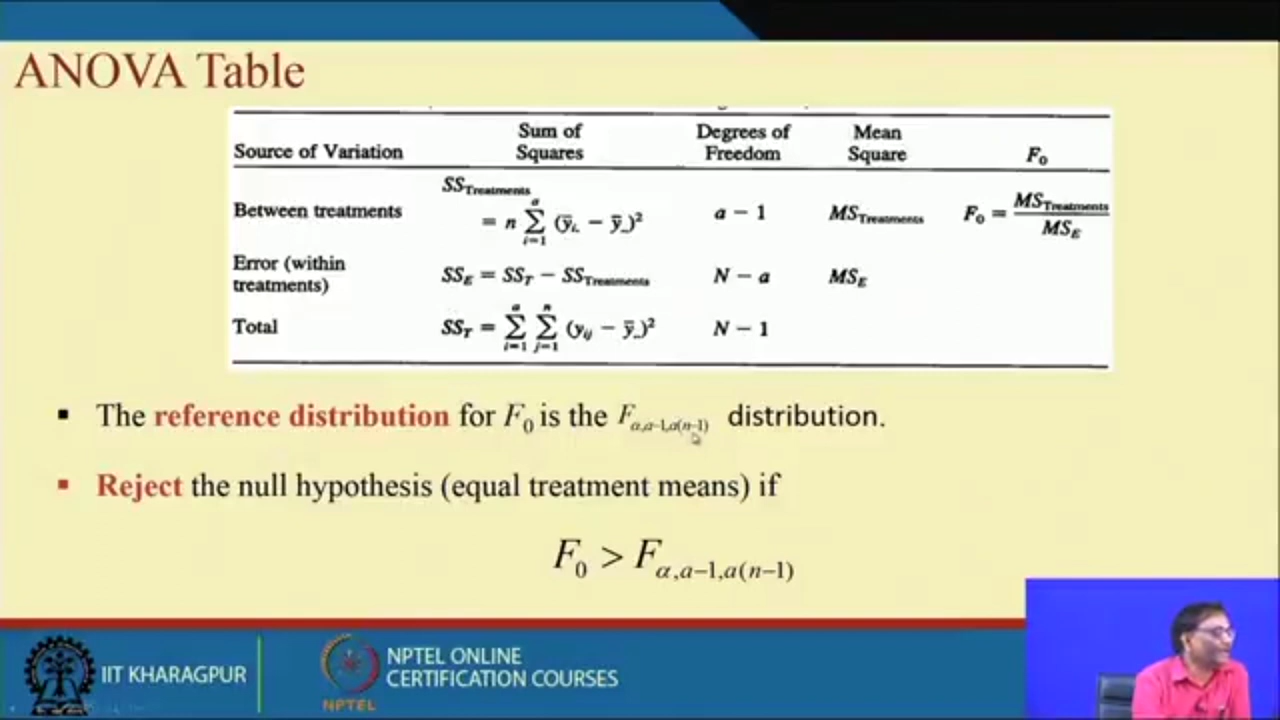 ANOVA Table
Source of Variation Sum of Squares Degrees of Freedom Mean Square F₀
Between treatments SS_Treatments = n ∑_{i=1}^{a} (ȳ_i. − ȳ..)² a − 1 MS_Treatments F₀ = MS_Treatments / MS_E
Error (within treatments) SS_E = SS_T − SS_Treatments N − a MS_E
Total SS_T = ∑_{i=1}^{a} ∑_{j=1}^{n} (y_ij − ȳ..)² N − 1
▪ The reference distribution for F₀ is the F_{α,a−1,a(n−1)} distribution.
▪ Reject the null hypothesis (equal treatment means) if
F₀ > F_{α,a−1,a(n−1)}
IIT KHARAGPUR
NPTEL
NPTEL ONLINE
CERTIFICATION COURSES